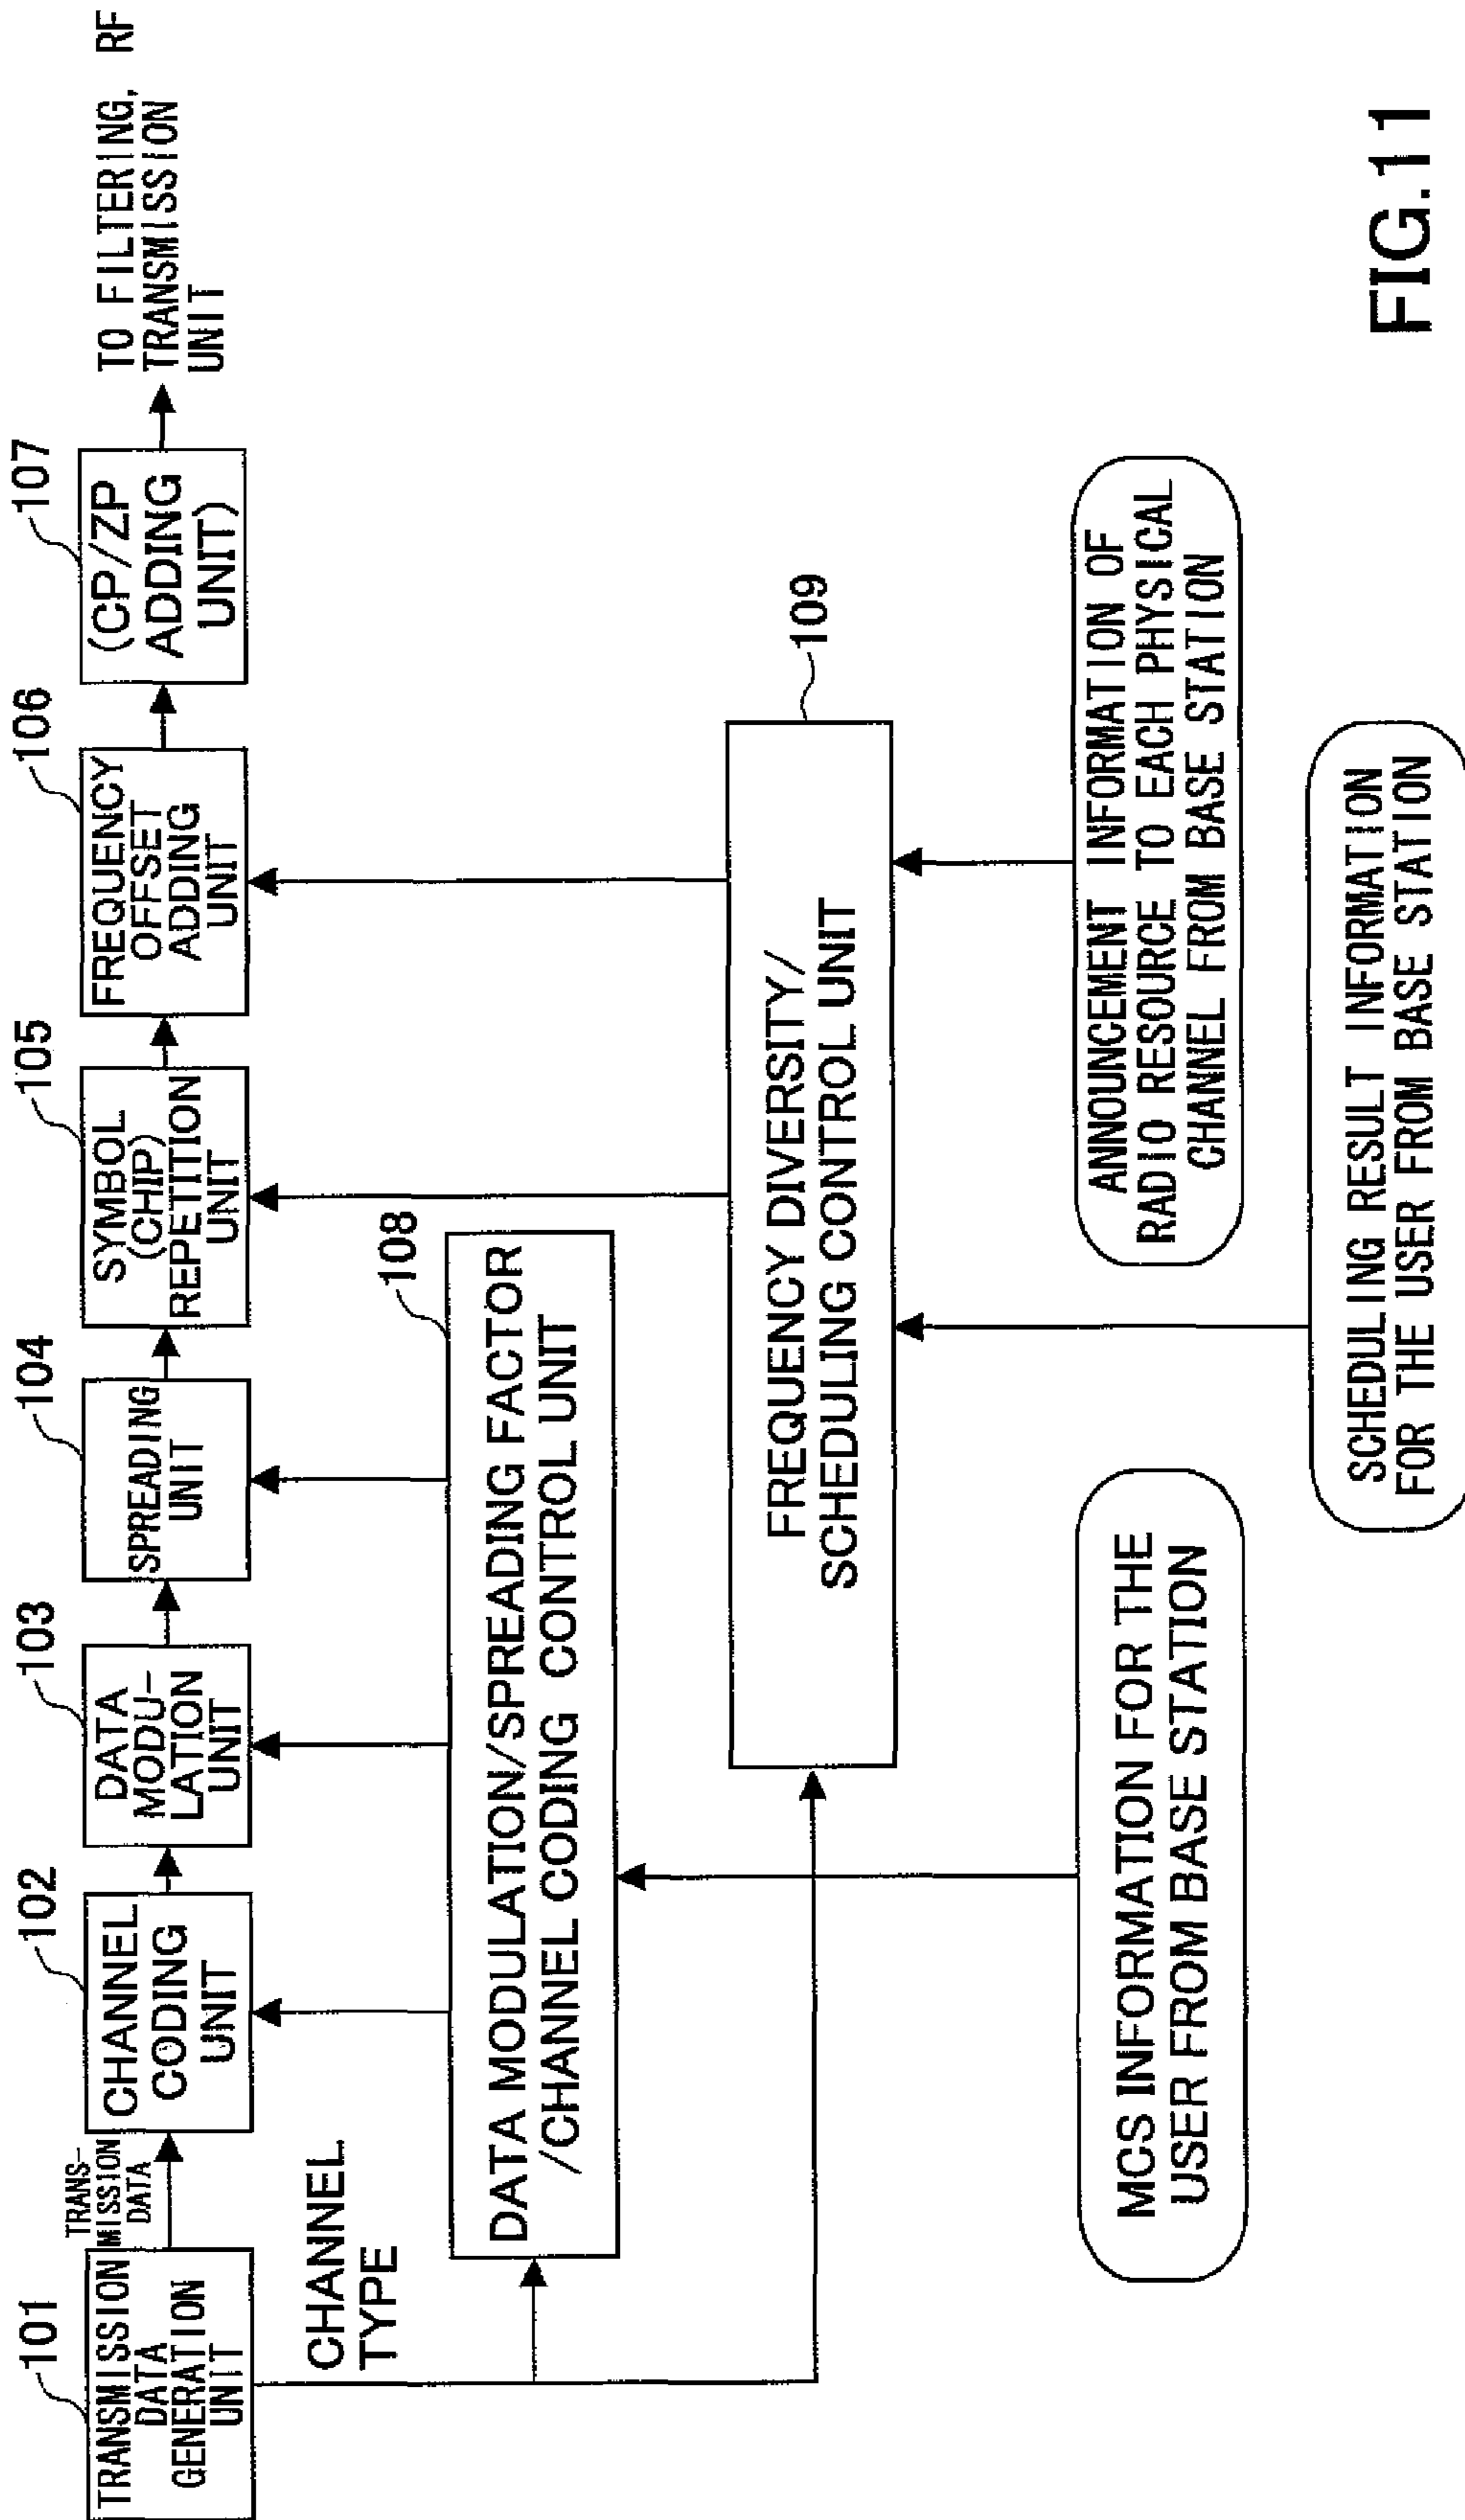 101
TRANSMISSION
DATA
GENERATION
UNIT
TRANS-
MISSION
DATA
102
CHANNEL
CODING
UNIT
103
DATA
MODU-
LATION
UNIT
104
SPREADING
UNIT
105
SYMBOL
(CHIP)
REPETITION
UNIT
106
FREQUENCY
OFFSET
ADDING
UNIT
107
(CP/ZP
ADDING
UNIT)
TO FILTERING, RF
TRANSMISSION
UNIT
CHANNEL
TYPE
108
DATA MODULATION/SPREADING FACTOR
/CHANNEL CODING CONTROL UNIT
109
FREQUENCY DIVERSITY/
SCHEDULING CONTROL UNIT
MCS INFORMATION FOR THE
USER FROM BASE STATION
ANNOUNCEMENT INFORMATION OF
RADIO RESOURCE TO EACH PHYSICAL
CHANNEL FROM BASE STATION
SCHEDULING RESULT INFORMATION
FOR THE USER FROM BASE STATION
FIG.11